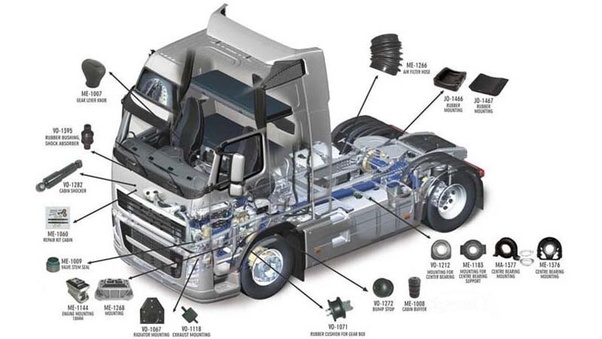 ME-1007
GEAR LEVER KNOB
VO-1595
RUBBER BUSHING,
SHOCK ABSORBER
VO-1282
CABIN SHOCKER
ME-1060
REPAIR KIT CABIN
ME-1009
VALVE STEM SEAL
ME-1144
ENGINE MOUNTING
ME-1268
MOUNTING
VO-1067
RADIATOR MOUNTING
VO-1118
EXHAUST MOUNTING
VO-1071
RUBBER CUSHION FOR GEAR BOX
VO-1272
BUMP STOP
ME-1008
CABIN BUFFER
VO-1212
MOUNTING FOR
CENTER BEARING
ME-1185
MOUNTING FOR
CENTRE BEARING
SUPPORT
MA-1577
CENTRE BEARING
MOUNTING
ME-1576
CENTRE BEARING
MOUNTING
ME-1266
AIR FILTER HOSE
JO-1466
RUBBER
MOUNTING
JO-1467
RUBBER
MOUNTING